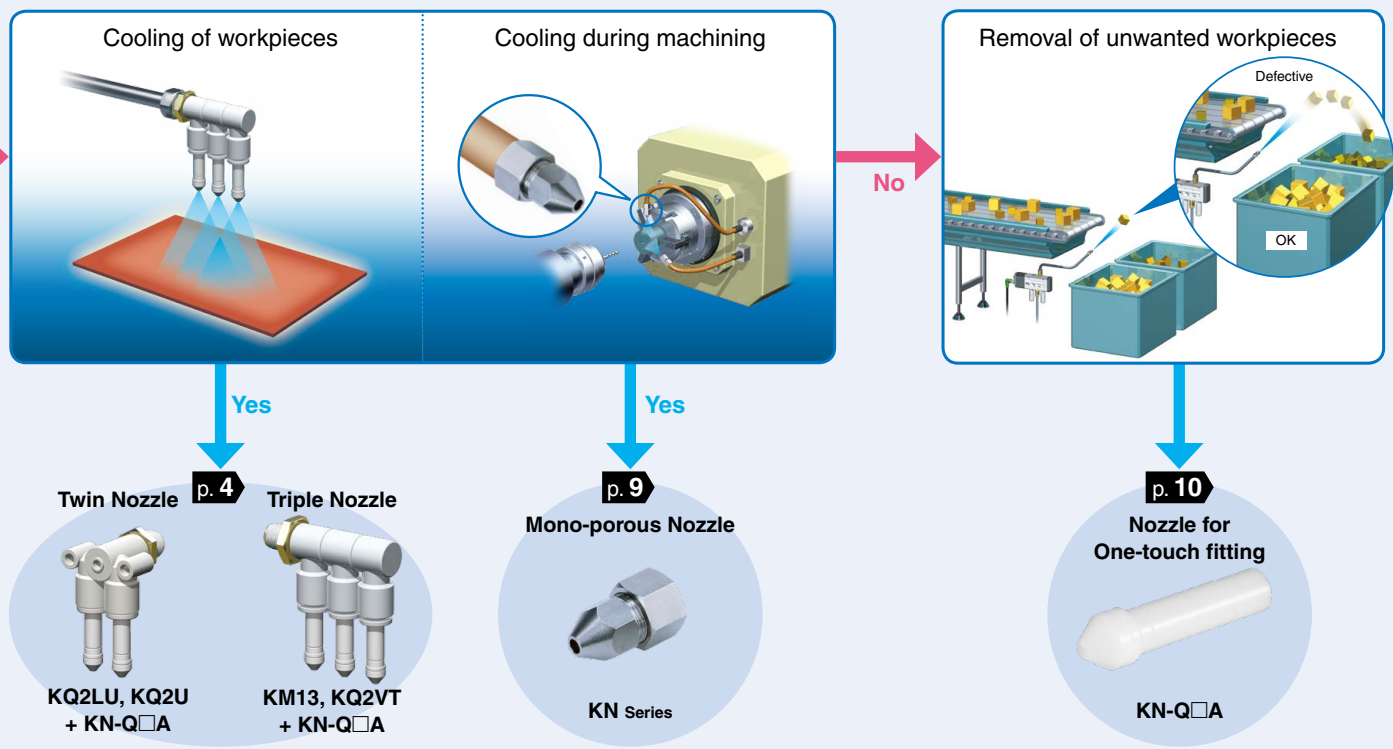 Cooling of workpieces
Cooling during machining
No
Removal of unwanted workpieces
Defective
OK
Yes
Yes
p. 4
Twin Nozzle
Triple Nozzle
KQ2LU, KQ2U
+ KN-Q□A
KM13, KQ2VT
+ KN-Q□A
p. 9
Mono-porous Nozzle
KN Series
p. 10
Nozzle for
One-touch fitting
KN-Q□A